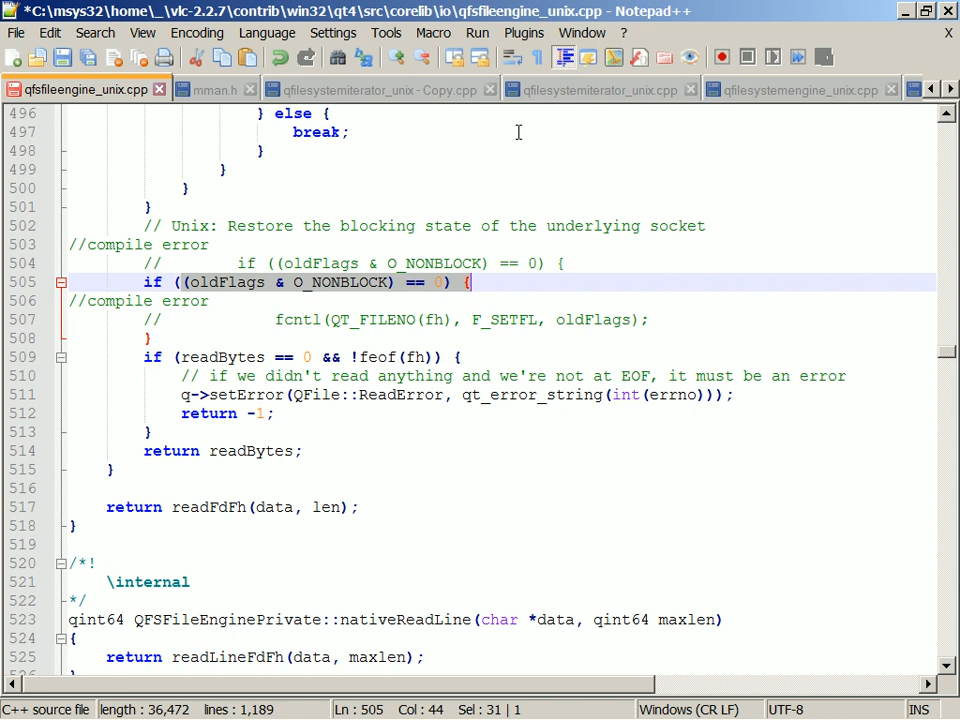 *C:\msys32\home\_\vlc-2.2.7\contrib\win32\qt4\src\corelib\io\qfsfileengine_unix.cpp - Notepad++
File Edit Search View Encoding Language Settings Tools Macro Run Plugins Window ? X
qfsfileengine_unix.cpp mman.h qfilesystemiterator_unix - Copy.cpp qfilesystemiterator_unix.cpp qfilesystemengine_unix.cpp
496 } else {
497 break;
498 }
499 }
500 }
501 }
502 // Unix: Restore the blocking state of the underlying socket
503 //compile error
504 // if ((oldFlags & O_NONBLOCK) == 0) {
505 if ((oldFlags & O_NONBLOCK) == 0) {
506 //compile error
507 // fcntl(QT_FILENO(fh), F_SETFL, oldFlags);
508 }
509 if (readBytes == 0 && !feof(fh)) {
510 // if we didn't read anything and we're not at EOF, it must be an error
511 q->setError(QFile::ReadError, qt_error_string(int(errno)));
512 return -1;
513 }
514 return readBytes;
515 }
516
517 return readFdFh(data, len);
518 }
519
520 /*!
521 \internal
522 */
523 qint64 QFSFileEnginePrivate::nativeReadLine(char *data, qint64 maxlen)
524 {
525 return readLineFdFh(data, maxlen);
C++ source file length : 36,472 lines : 1,189 Ln : 505 Col : 44 Sel : 31 | 1 Windows (CR LF) UTF-8 INS